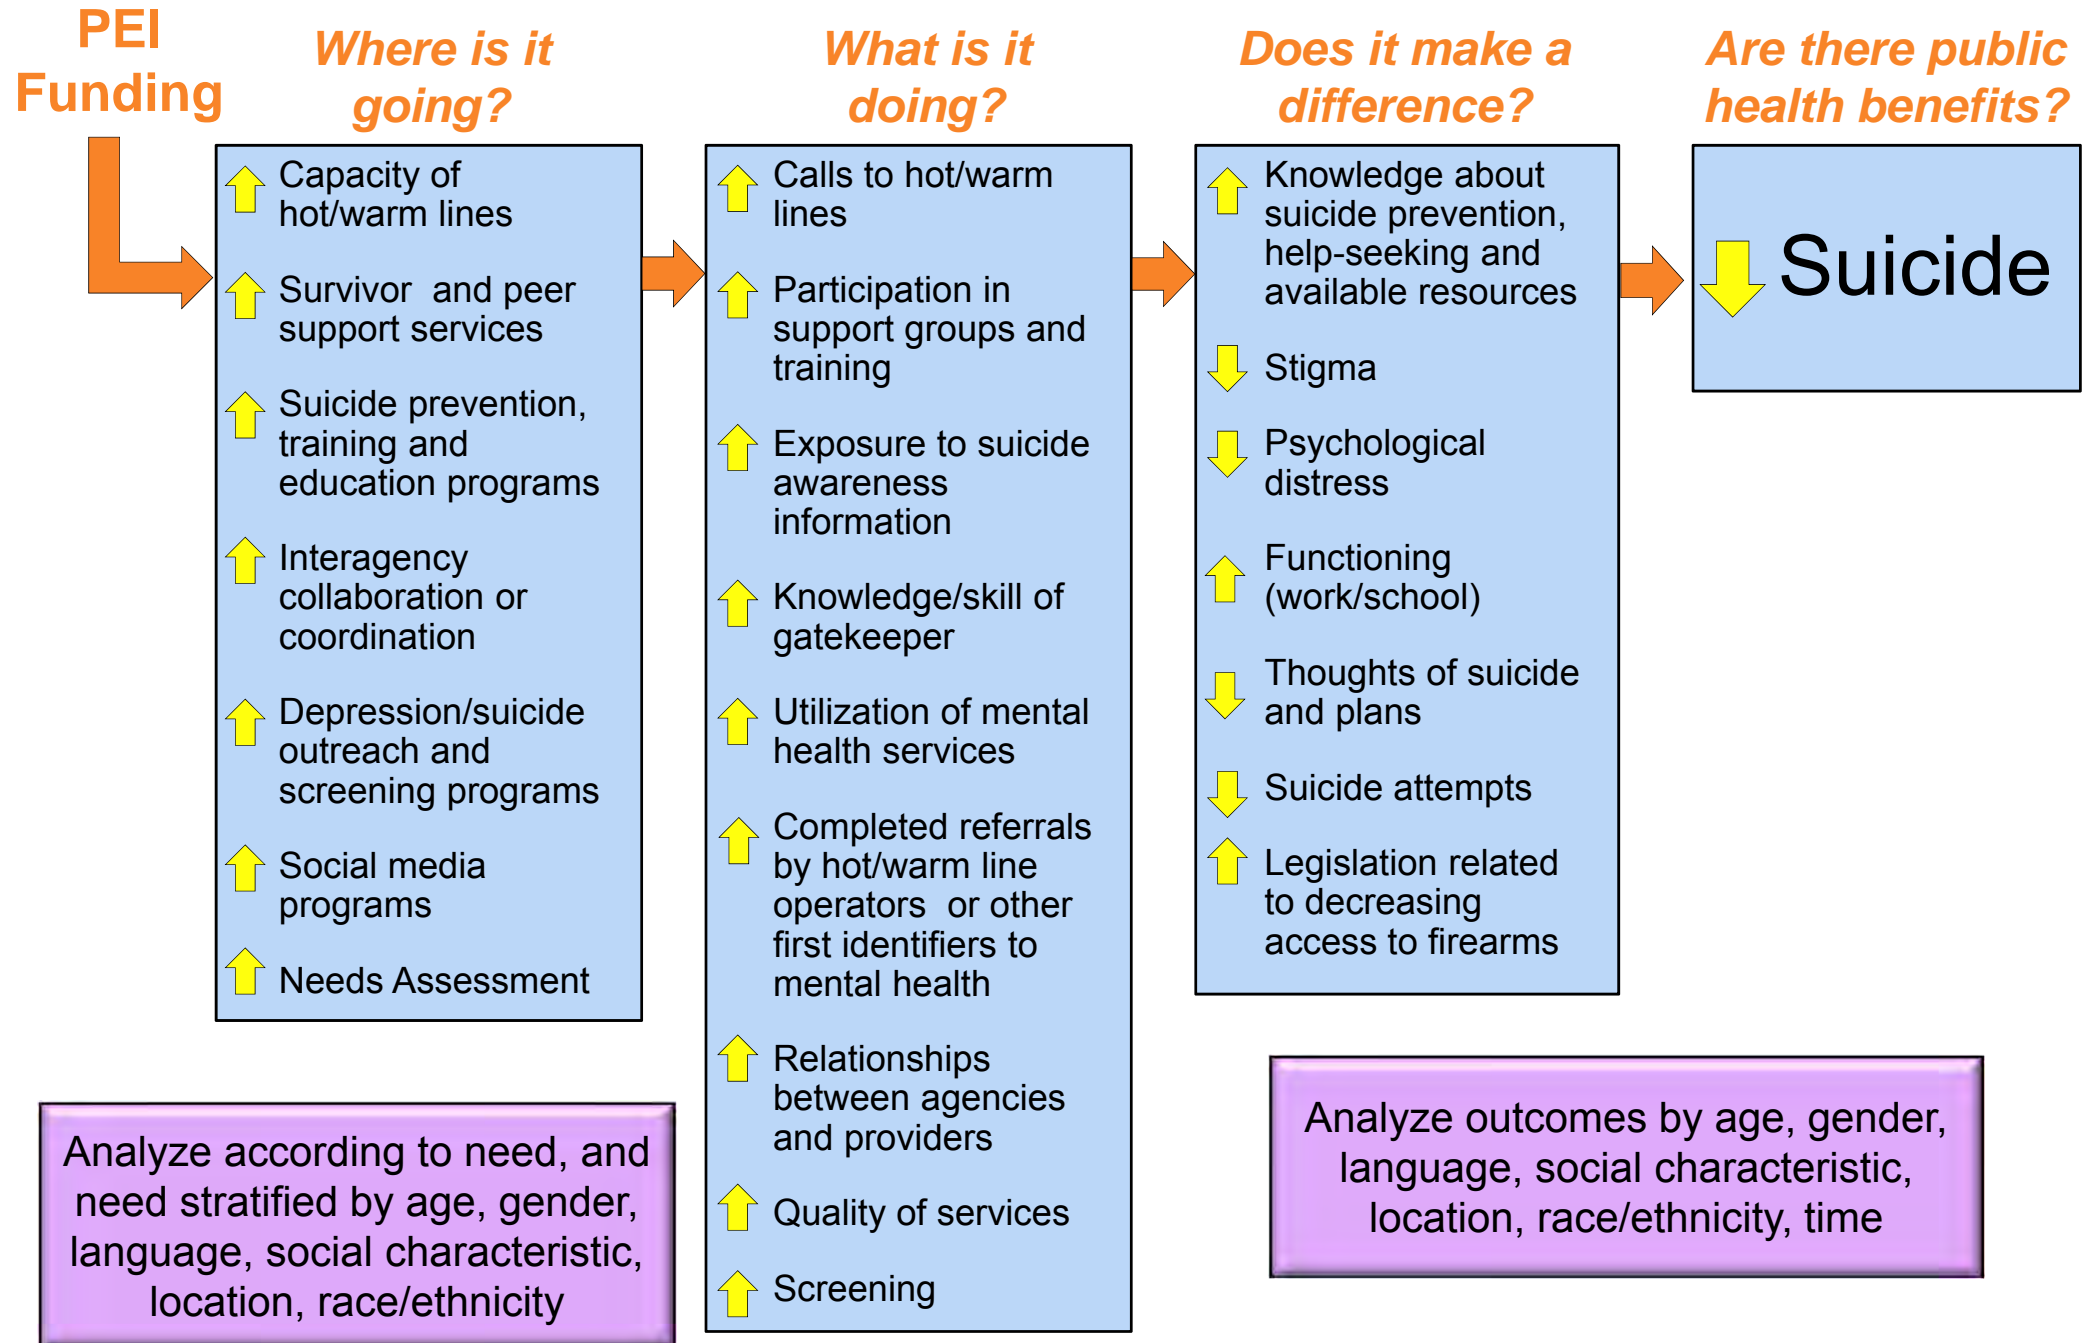 PEI
Funding
Where is it
going?
Capacity of
hot/warm lines
Survivor and peer
support services
Suicide prevention,
training and
education programs
Interagency
collaboration or
coordination
Depression/suicide
outreach and
screening programs
Social media
programs
Needs Assessment
What is it
doing?
Calls to hot/warm
lines
Participation in
support groups and
training
Exposure to suicide
awareness
information
Knowledge/skill of
gatekeeper
Utilization of mental
health services
Completed referrals
by hot/warm line
operators or other
first identifiers to
mental health
Relationships
between agencies
and providers
Quality of services
Screening
Does it make a
difference?
Knowledge about
suicide prevention,
help-seeking and
available resources
Stigma
Psychological
distress
Functioning
(work/school)
Thoughts of suicide
and plans
Suicide attempts
Legislation related
to decreasing
access to firearms
Are there public
health benefits?
Suicide
Analyze according to need, and
need stratified by age, gender,
language, social characteristic,
location, race/ethnicity
Analyze outcomes by age, gender,
language, social characteristic,
location, race/ethnicity, time